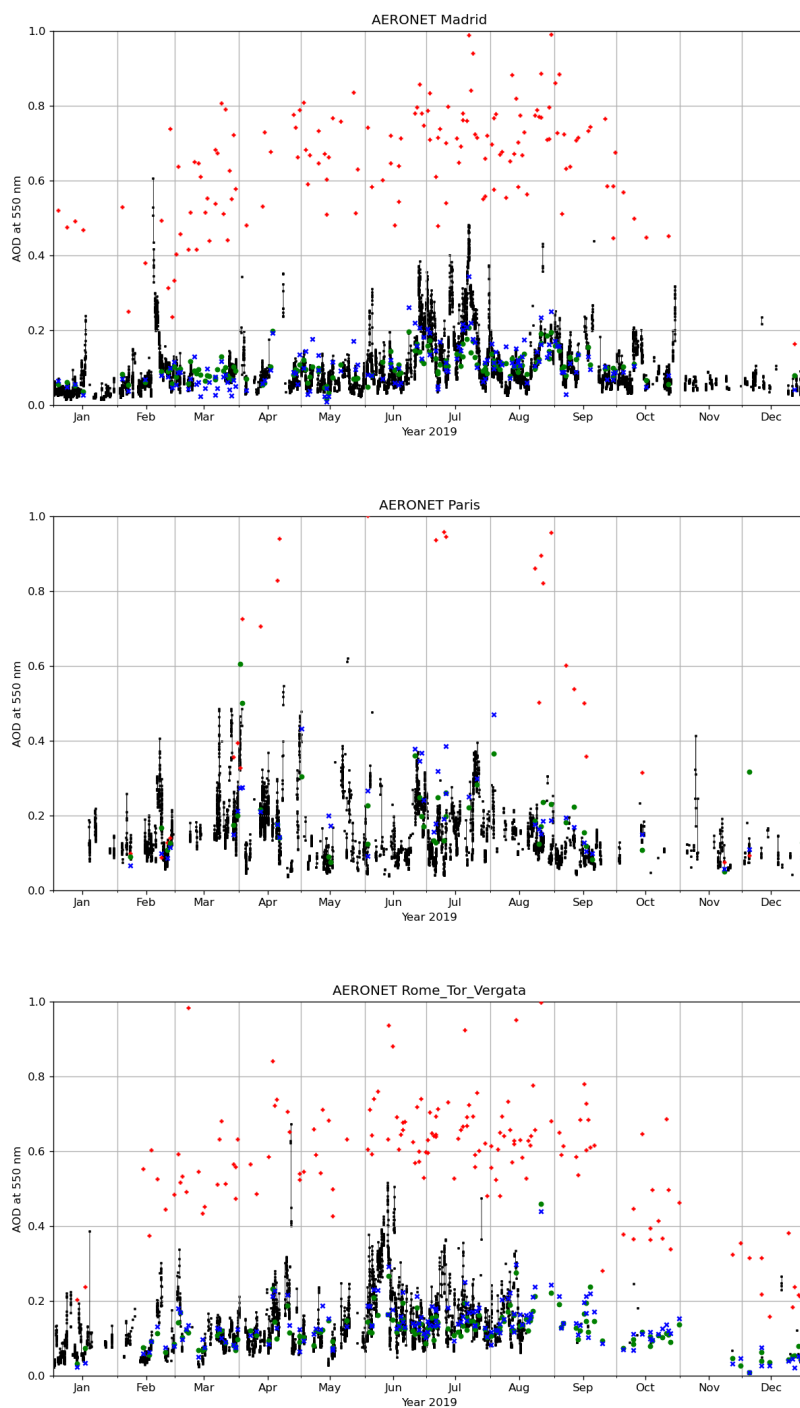 AERONET Madrid
1.0
0.8
0.6
0.4
0.2
0.0
AOD at 550 nm
Jan Feb Mar Apr May Jun Jul Aug Sep Oct Nov Dec
Year 2019
AERONET Paris
1.0
0.8
0.6
0.4
0.2
0.0
AOD at 550 nm
Jan Feb Mar Apr May Jun Jul Aug Sep Oct Nov Dec
Year 2019
AERONET Rome_Tor_Vergata
1.0
0.8
0.6
0.4
0.2
0.0
AOD at 550 nm
Jan Feb Mar Apr May Jun Jul Aug Sep Oct Nov Dec
Year 2019